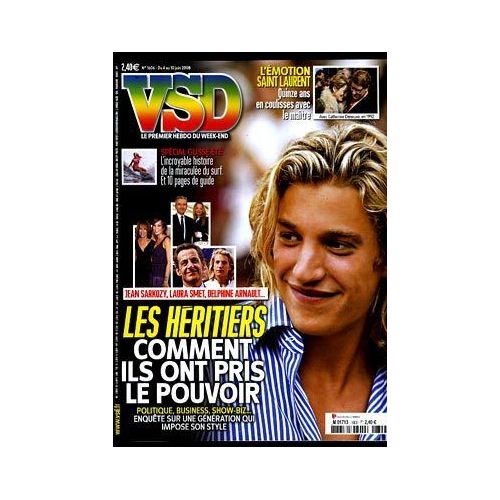 2,40€ N° 1606 - Du 4 au 10 juin 2008
VSD
LE PREMIER HEBDO DU WEEK-END
L'ÉMOTION
SAINT LAURENT
Quinze ans
en coulisses avec
le maître
Avec Catherine Deneuve, en 1992
SPÉCIAL GLISSE ÉTÉ
L'incroyable histoire
de la miraculée du surf.
Et 10 pages de guide
JEAN SARKOZY, LAURA SMET, DELPHINE ARNAULT...
LES HÉRITIERS
COMMENT
ILS ONT PRIS
LE POUVOIR
POLITIQUE, BUSINESS, SHOW-BIZ...
ENQUÊTE SUR UNE GÉNÉRATION QUI
IMPOSE SON STYLE
www.vsd.fr
M 01713
2,40 €